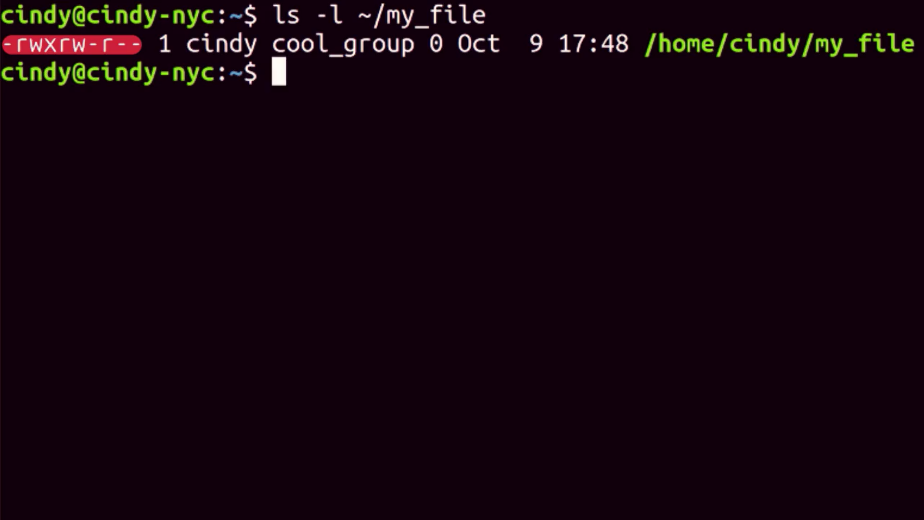 cindy@cindy-nyc:~$ ls -l ~/my_file
-rwxrw-r-- 1 cindy cool_group 0 Oct  9 17:48 /home/cindy/my_file
cindy@cindy-nyc:~$